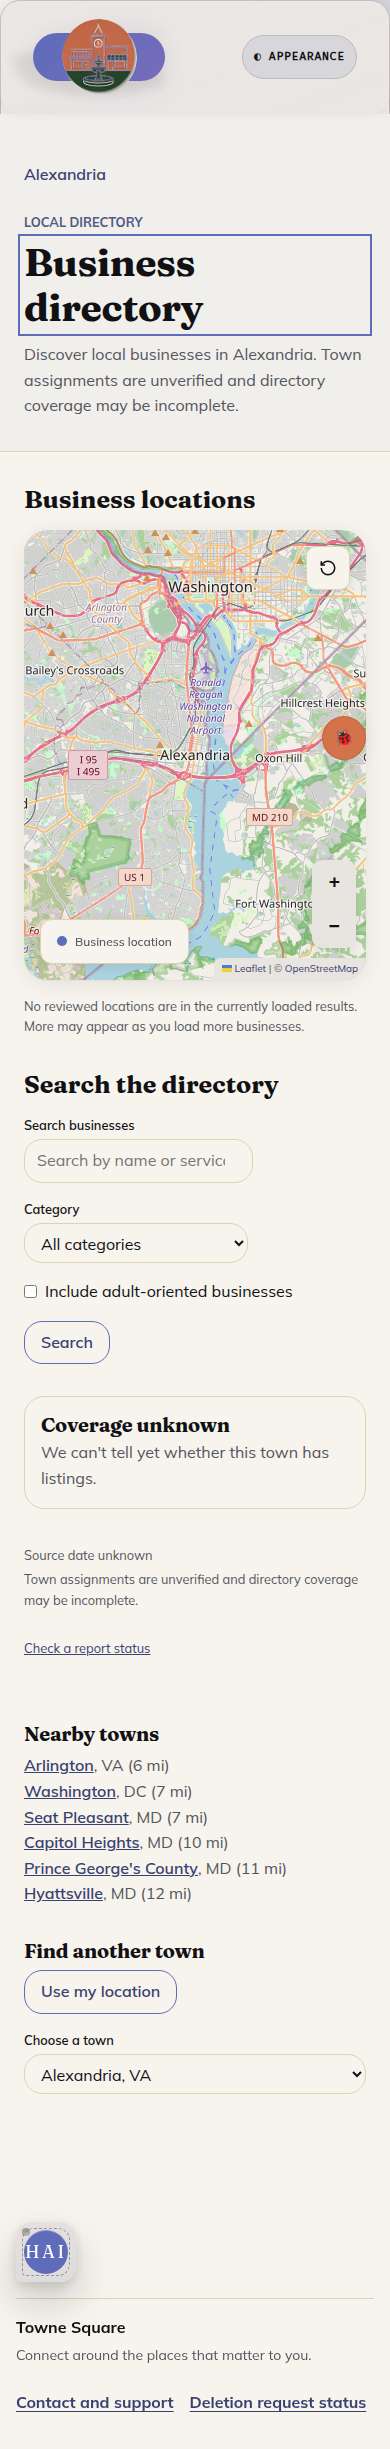 APPEARANCE
Alexandria
LOCAL DIRECTORY
Business
directory
Discover local businesses in Alexandria. Town
assignments are unverified and directory
coverage may be incomplete.
Business locations
Washington
urch
Arlington
County
Bailey's Crossroads
Su
Ronald
Reagan
Washington
National
Airport
Hillcrest Heights
Alexandria
Oxon Hill
I 95
I 495
d
MD 210
US 1
Fort Washingto
+
−
Fo
Business location
Leaflet | © OpenStreetMap
No reviewed locations are in the currently loaded results.
More may appear as you load more businesses.
Search the directory
Search businesses
Search by name or servic
Category
All categories
Include adult-oriented businesses
Search
Coverage unknown
We can't tell yet whether this town has
listings.
Source date unknown
Town assignments are unverified and directory coverage
may be incomplete.
Check a report status
Nearby towns
Arlington, VA (6 mi)
Washington, DC (7 mi)
Seat Pleasant, MD (7 mi)
Capitol Heights, MD (10 mi)
Prince George's County, MD (11 mi)
Hyattsville, MD (12 mi)
Find another town
Use my location
Choose a town
Alexandria, VA
HAI
Towne Square
Connect around the places that matter to you.
Contact and support Deletion request status